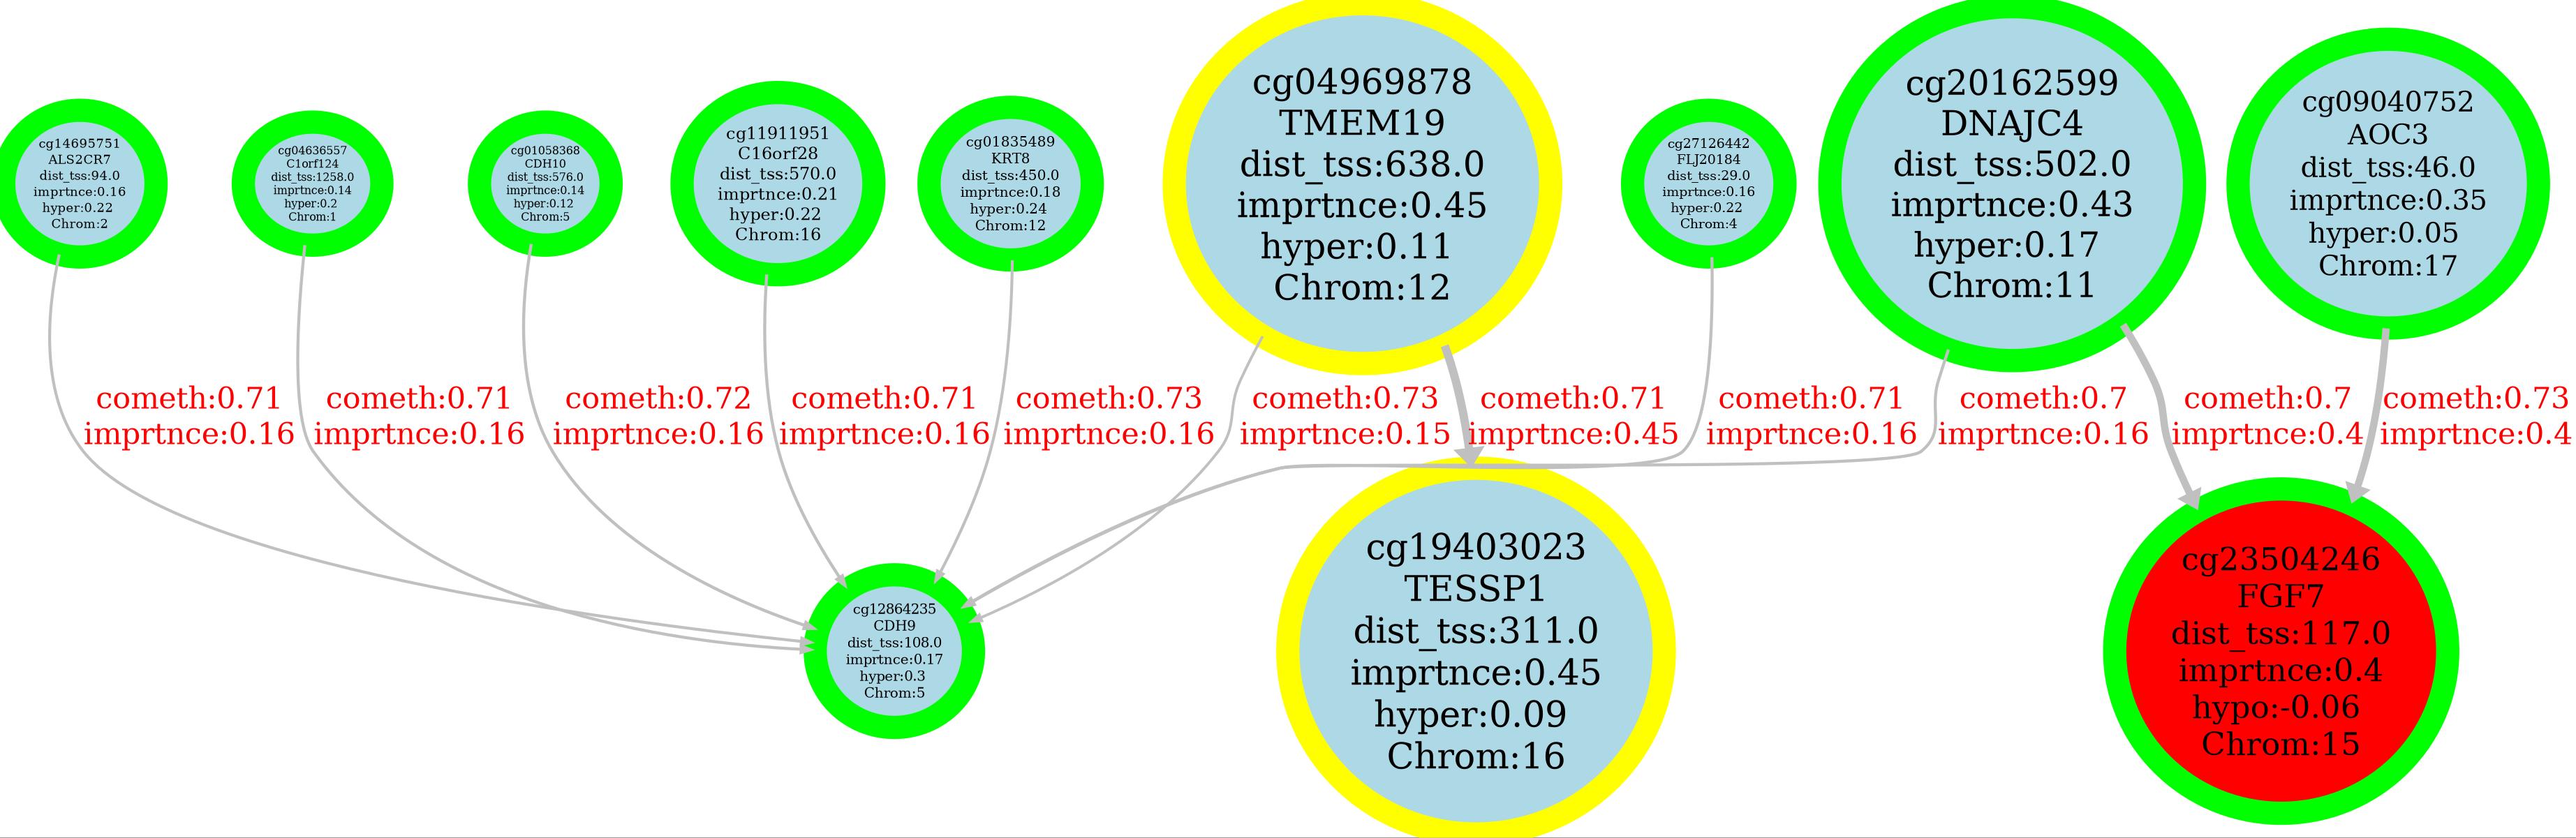 cg14695751
ALS2CR7
dist_tss:94.0
imprtnce:0.16
hyper:0.22
Chrom:2
cg04636557
C1orf124
dist_tss:1258.0
imprtnce:0.14
hyper:0.2
Chrom:1
cg01058368
CDH10
dist_tss:576.0
imprtnce:0.14
hyper:0.12
Chrom:5
cg11911951
C16orf28
dist_tss:570.0
imprtnce:0.21
hyper:0.22
Chrom:16
cg01835489
KRT8
dist_tss:450.0
imprtnce:0.18
hyper:0.24
Chrom:12
cg04969878
TMEM19
dist_tss:638.0
imprtnce:0.45
hyper:0.11
Chrom:12
cg27126442
FLJ20184
dist_tss:29.0
imprtnce:0.16
hyper:0.22
Chrom:4
cg20162599
DNAJC4
dist_tss:502.0
imprtnce:0.43
hyper:0.17
Chrom:11
cg09040752
AOC3
dist_tss:46.0
imprtnce:0.35
hyper:0.05
Chrom:17
cometh:0.71
imprtnce:0.16
cometh:0.71
imprtnce:0.16
cometh:0.72
imprtnce:0.16
cometh:0.71
imprtnce:0.16
cometh:0.73
imprtnce:0.16
cometh:0.73
imprtnce:0.15
cometh:0.71
imprtnce:0.45
cometh:0.71
imprtnce:0.16
cometh:0.7
imprtnce:0.16
cometh:0.7
imprtnce:0.4
cometh:0.73
imprtnce:0.4
cg12864235
CDH9
dist_tss:108.0
imprtnce:0.17
hyper:0.3
Chrom:5
cg19403023
TESSP1
dist_tss:311.0
imprtnce:0.45
hyper:0.09
Chrom:16
cg23504246
FGF7
dist_tss:117.0
imprtnce:0.4
hypo:-0.06
Chrom:15